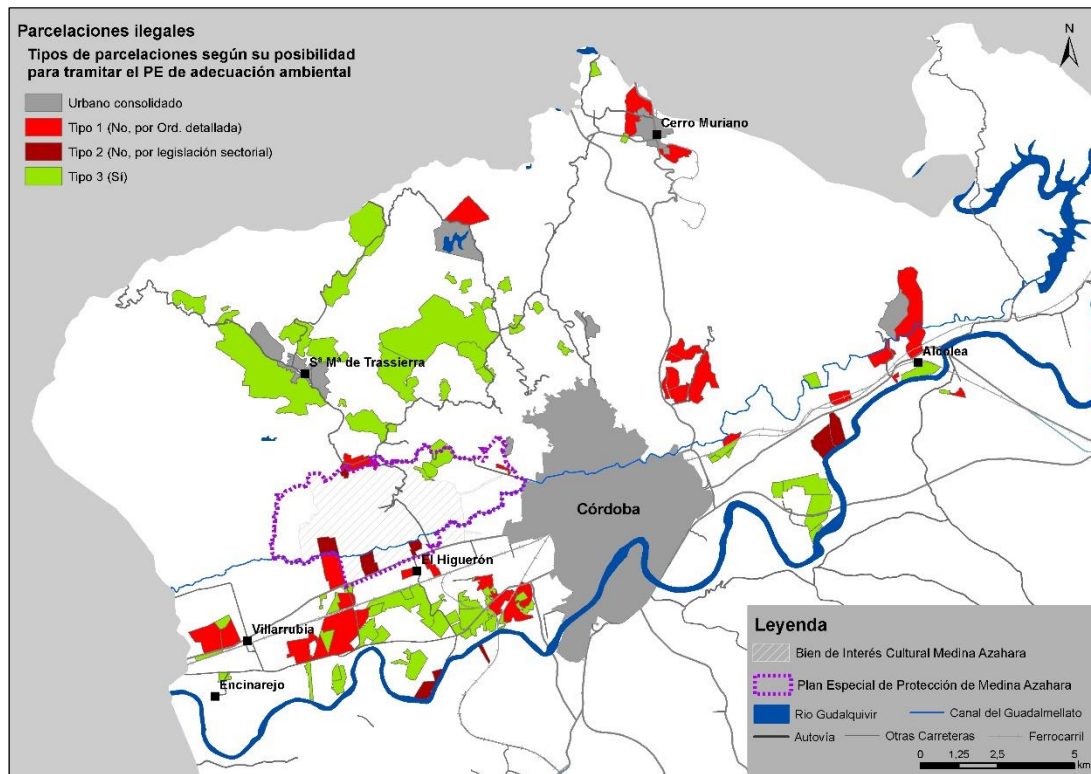 Parcelaciones ilegales
Tipos de parcelaciones según su posibilidad
para tramitar el PE de adecuación ambiental
Urbano consolidado
Tipo 1 (No, por Ord. detallada)
Tipo 2 (No, por legislación sectorial)
Tipo 3 (Sí)
N
Cerro Muriano
Sª Mª de Trassierra
Alcolea
Córdoba
El Higuerón
Villarrubia
Encinarejo
Leyenda
Bien de Interés Cultural Medina Azahara
Plan Especial de Protección de Medina Azahara
Rio Gudalquivir
Canal del Guadalmellato
Autovía
Otras Carreteras
Ferrocarril
0 1,25 2,5 5
km